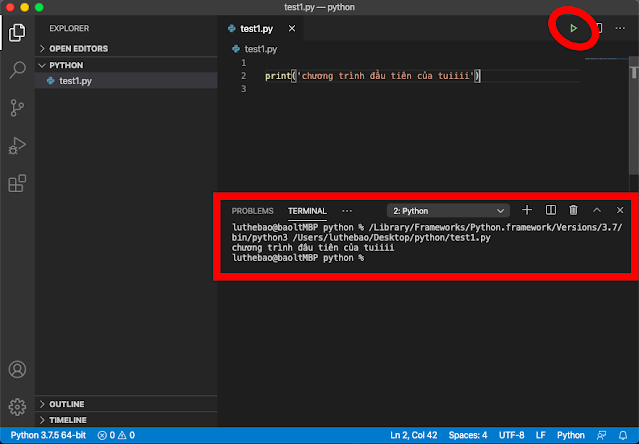 test1.py — python
EXPLORER
OPEN EDITORS
PYTHON
test1.py
OUTLINE
TIMELINE
test1.py
test1.py
1
2 print('chương trình đầu tiên của tuiiii')
3
PROBLEMS TERMINAL ··· 2: Python
luthebao@baoltMBP python % /Library/Frameworks/Python.framework/Versions/3.7/
bin/python3 /Users/luthebao/Desktop/python/test1.py
chương trình đầu tiên của tuiiii
luthebao@baoltMBP python %
Python 3.7.5 64-bit 0 0 Ln 2, Col 42 Spaces: 4 UTF-8 LF Python